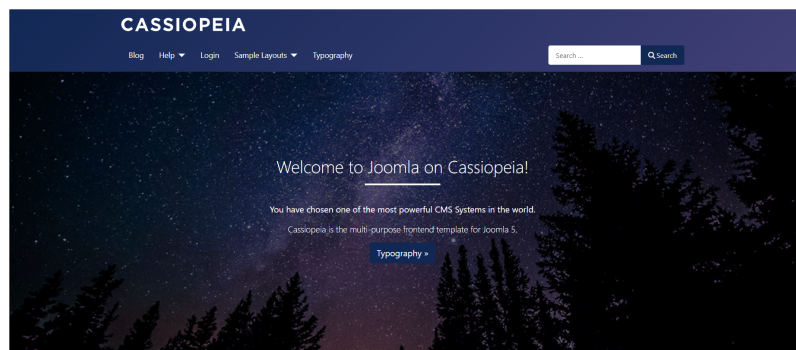 CASSIOPEIA
Blog Help Login Sample Layouts Typography Search ... Search
Welcome to Joomla on Cassiopeia!
You have chosen one of the most powerful CMS Systems in the world.
Cassiopeia is the multi-purpose frontend template for Joomla 5.
Typography »